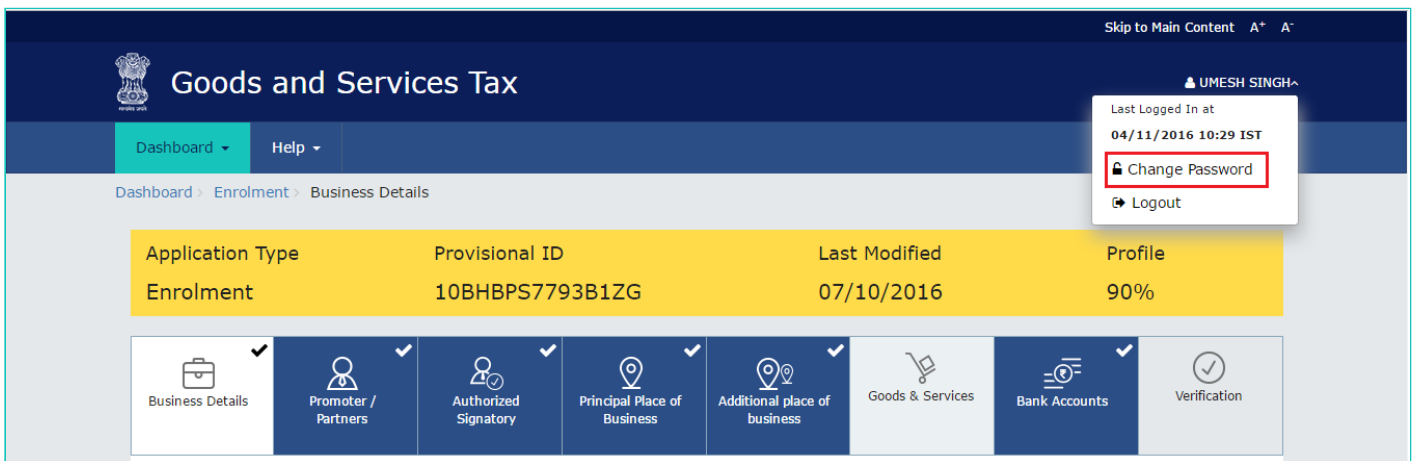 Skip to Main Content A+ A-
Goods and Services Tax
UMESH SINGH
Last Logged In at
04/11/2016 10:29 IST
Change Password
Logout
Dashboard Help
Dashboard > Enrolment > Business Details
Application Type Provisional ID Last Modified Profile
Enrolment 10BHBPS7793B1ZG 07/10/2016 90%
Business Details
Promoter /
Partners
Authorized
Signatory
Principal Place of
Business
Additional place of
business
Goods & Services
Bank Accounts
Verification